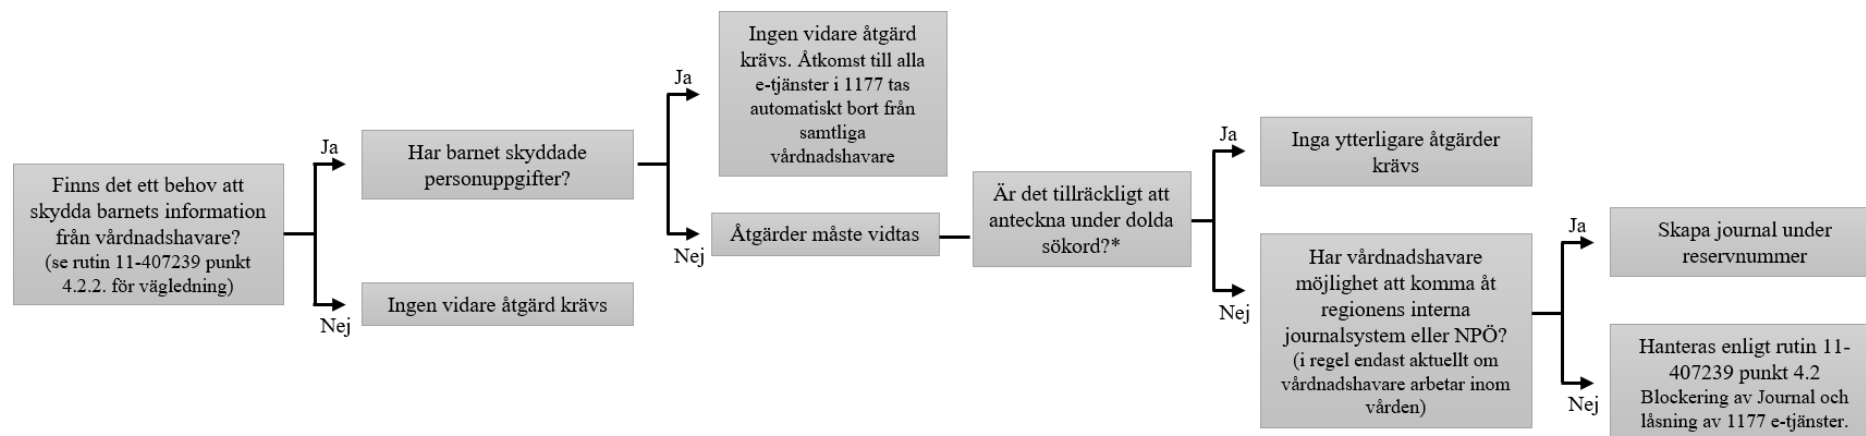 Finns det ett behov att
skydda barnets information
från vårdnadshavare?
(se rutin 11-407239 punkt
4.2.2. för vägledning)
Ja
Nej
Har barnet skyddade
personuppgifter?
Ingen vidare åtgärd krävs
Ja
Nej
Ingen vidare åtgärd
krävs. Åtkomst till alla
e-tjänster i 1177 tas
automatiskt bort från
samtliga
vårdnadshavare
Åtgärder måste vidtas
Är det tillräckligt att
anteckna under dolda
sökord?*
Ja
Nej
Inga ytterligare åtgärder
krävs
Har vårdnadshavare
möjlighet att komma åt
regionens interna
journalsystem eller NPÖ?
(i regel endast aktuellt om
vårdnadshavare arbetar inom
vården)
Ja
Nej
Skapa journal under
reservnummer
Hanteras enligt rutin 11-
407239 punkt 4.2
Blockering av Journal och
låsning av 1177 e-tjänster.